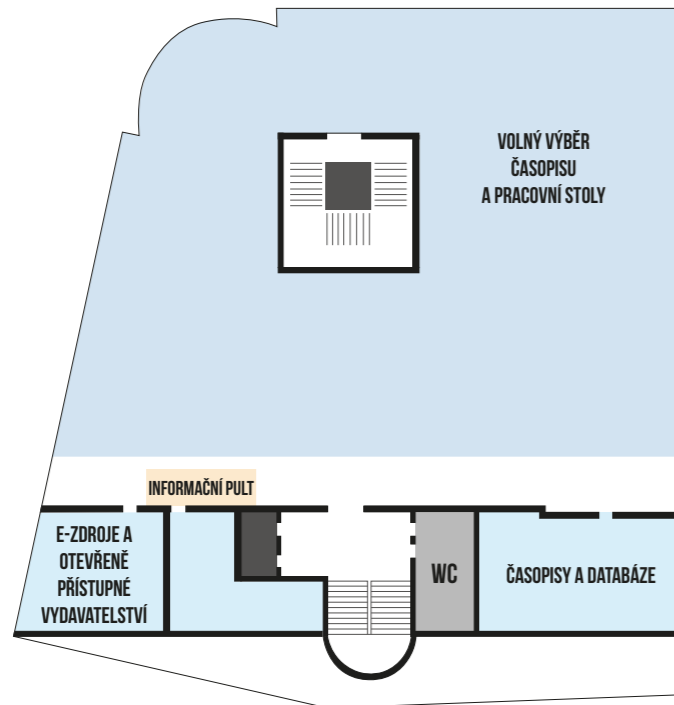 VOLNÝ VÝBĚR
ČASOPISU
A PRACOVNÍ STOLY
INFORMAČNÍ PULT
E-ZDROJE A
OTEVŘENĚ
PŘÍSTUPNÉ
VYDAVATELSTVÍ
WC
ČASOPISY A DATABÁZE